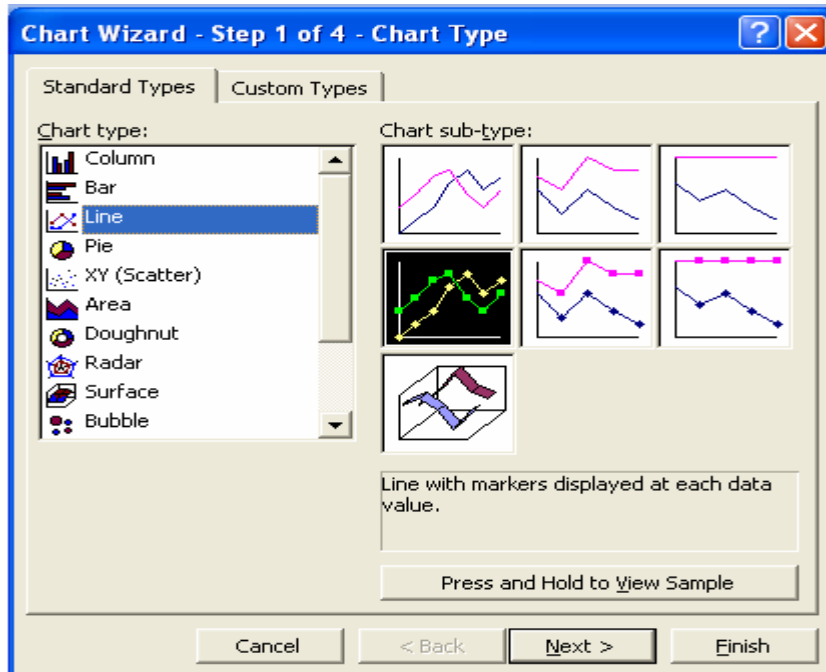 Chart Wizard - Step 1 of 4 - Chart Type
Standard Types
Custom Types
Chart type:
Column
Bar
Line
Pie
XY (Scatter)
Area
Doughnut
Radar
Surface
Bubble
Chart sub-type:
Line with markers displayed at each data
value.
Press and Hold to View Sample
Cancel
< Back
Next >
Finish